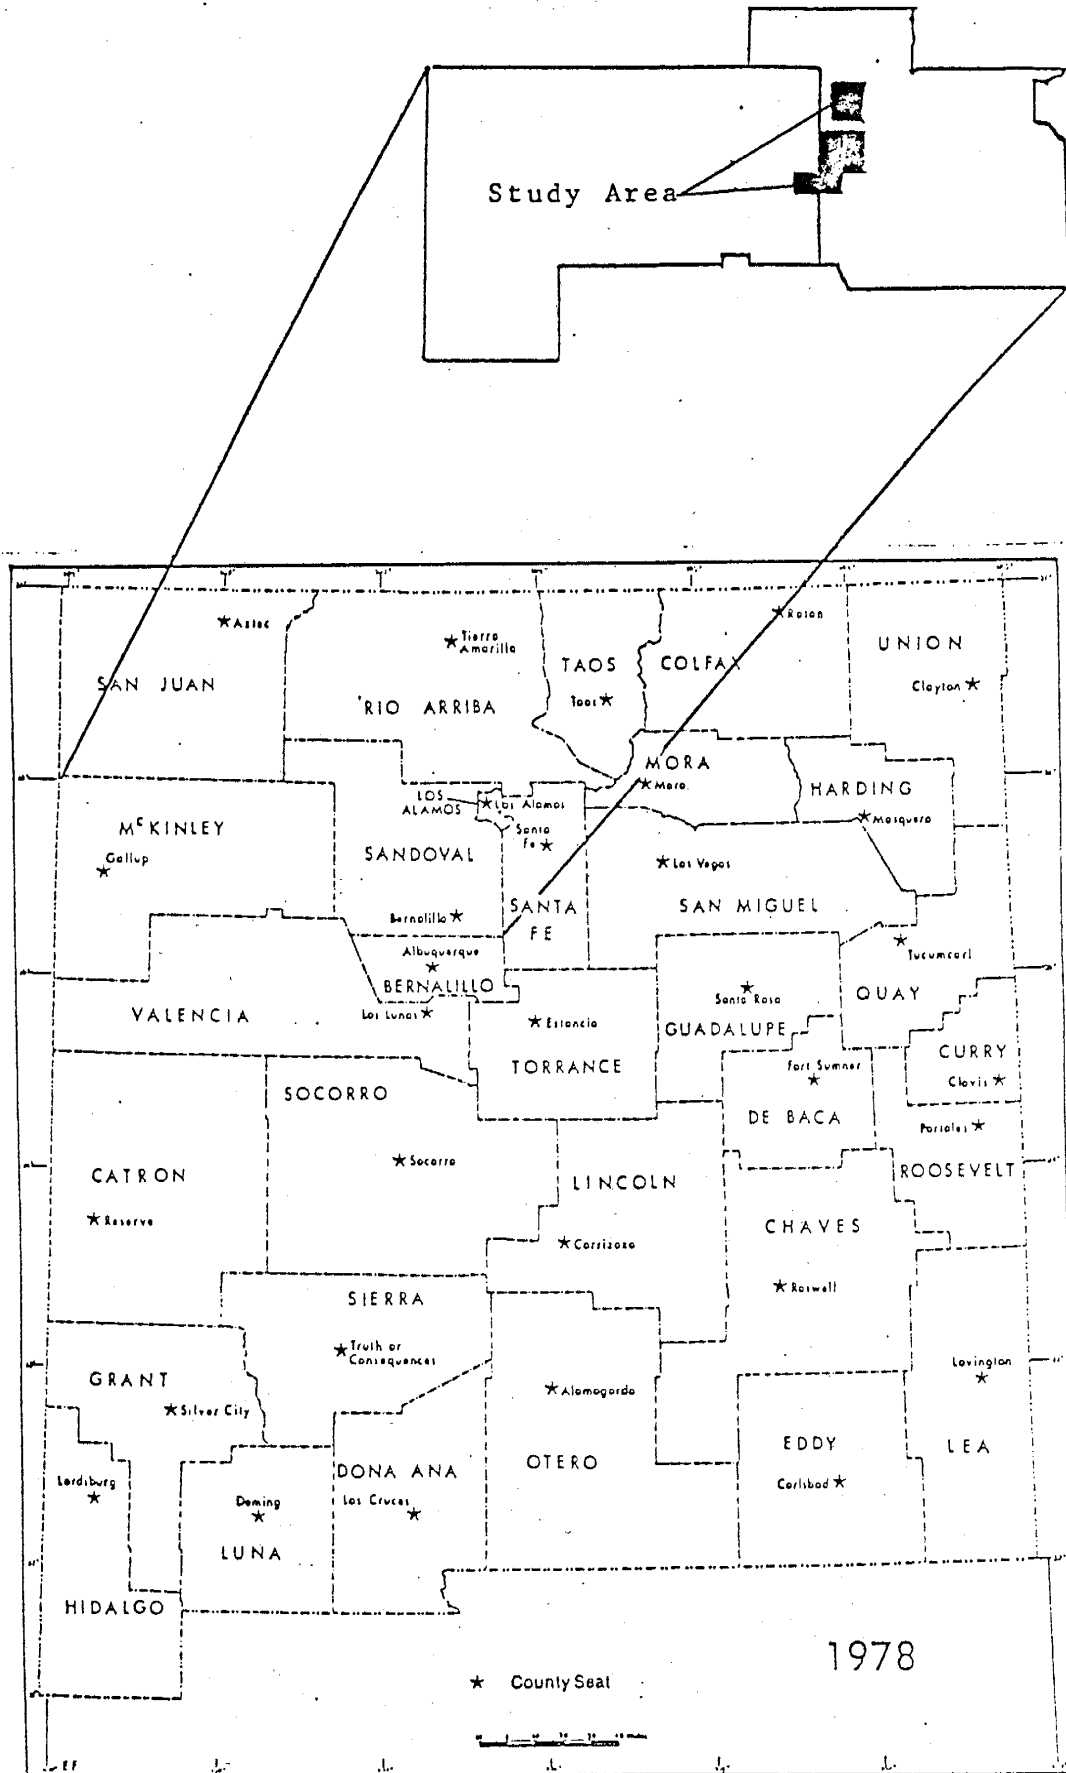 Study Area
Aztec
Tierra
Amarilla
Raton
UNION
TAOS
COLFAX
SAN JUAN
Clayton
Taos
RIO ARRIBA
MORA
Mora
HARDING
LOS
ALAMOS
Los Alamos
Mosquero
McKINLEY
Santa
Fe
Gallup
SANDOVAL
Las Vegas
SANTA
FE
SAN MIGUEL
Bernalillo
Albuquerque
Tucumcari
BERNALILLO
Santa Rosa
QUAY
VALENCIA
Los Lunas
Estancia
GUADALUPE
CURRY
TORRANCE
Fort Sumner
Clovis
SOCORRO
DE BACA
Portales
Socorro
CATRON
LINCOLN
ROOSEVELT
Reserve
CHAVES
Carrizozo
Roswell
SIERRA
Truth or
Consequences
Lovington
GRANT
Alamogordo
Silver City
EDDY
LEA
OTERO
DONA ANA
Lordsburg
Deming
Las Cruces
Carlsbad
LUNA
HIDALGO
1978
County Seat